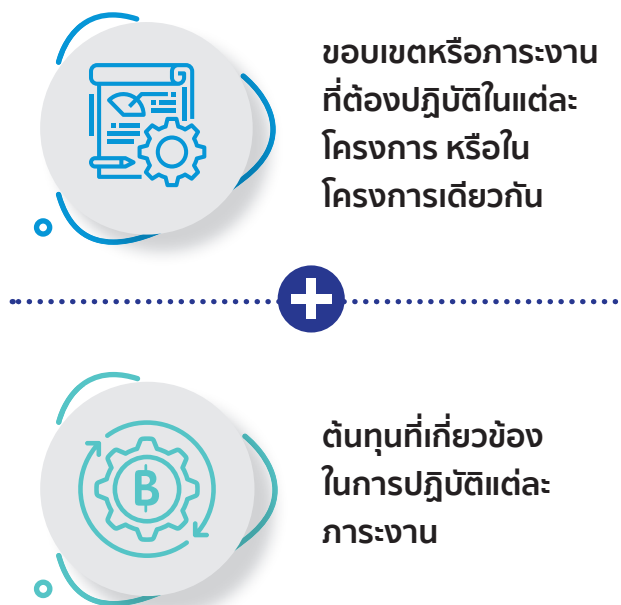 ขอบเขตหรือภาระงาน
ที่ต้องปฏิบัติในแต่ละ
โครงการ หรือใน
โครงการเดียวกัน
ต้นทุนที่เกี่ยวข้อง
ในการปฏิบัติแต่ละ
ภาระงาน